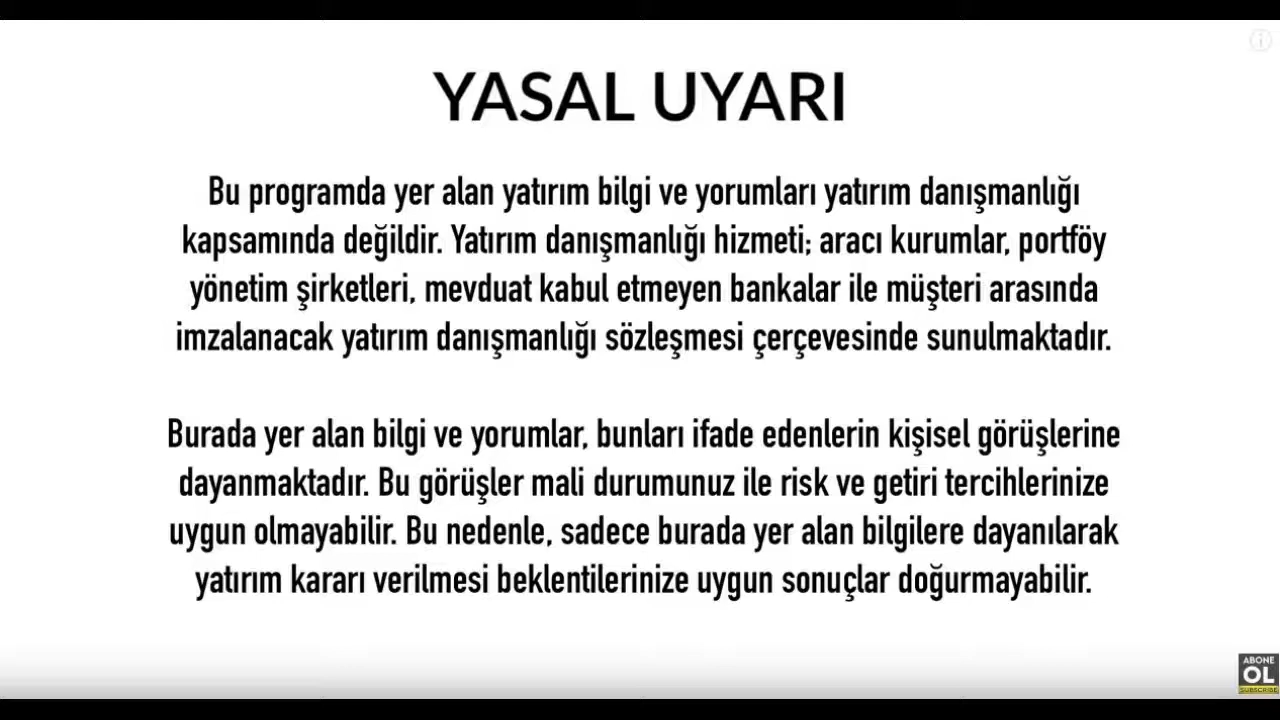 YASAL UYARI
Bu programda yer alan yatırım bilgi ve yorumları yatırım danışmanlığı
kapsamında değildir. Yatırım danışmanlığı hizmeti; aracı kurumlar, portföy
yönetim şirketleri, mevduat kabul etmeyen bankalar ile müşteri arasında
imzalanacak yatırım danışmanlığı sözleşmesi çerçevesinde sunulmaktadır.
Burada yer alan bilgi ve yorumlar, bunları ifade edenlerin kişisel görüşlerine
dayanmaktadır. Bu görüşler mali durumunuz ile risk ve getiri tercihlerinize
uygun olmayabilir. Bu nedenle, sadece burada yer alan bilgilere dayanılarak
yatırım kararı verilmesi beklentilerinize uygun sonuçlar doğurmayabilir.
ABONE
OL
SUBSCRIBE